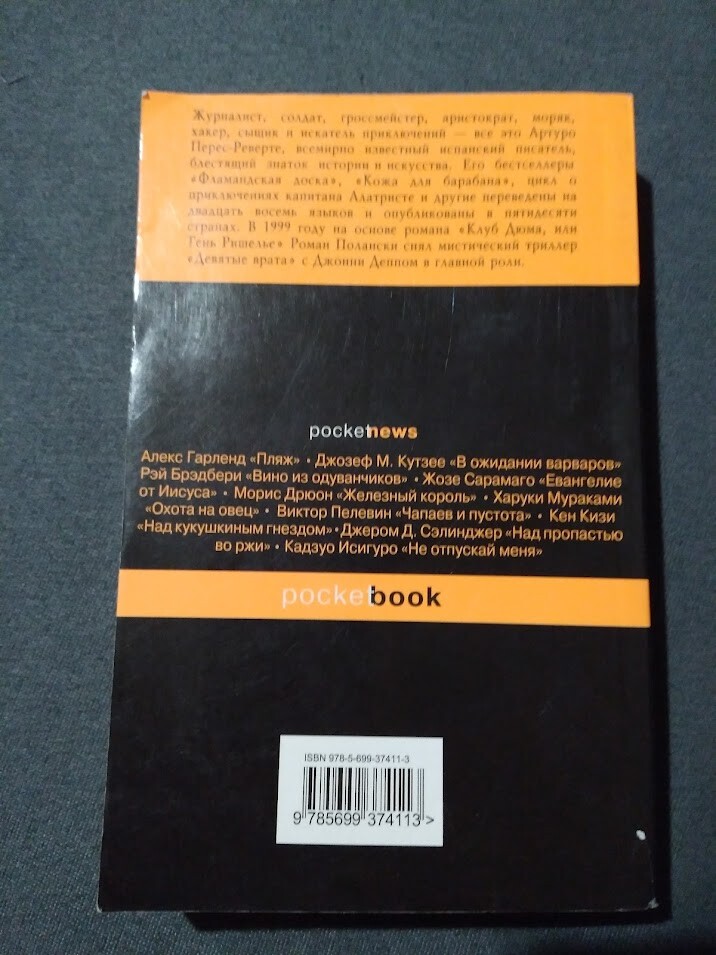 Журналист, солдат, гроссмейстер, аристократ, моряк,
хакер, сыщик и искатель приключений — все это Артуро
Перес-Реверте, всемирно известный испанский писатель,
блестящий знаток истории и искусства. Его бестселлеры
«Фламандская доска», «Кожа для барабана», цикл о
приключениях капитана Алатристе и другие переведены на
двадцать восемь языков и опубликованы в пятидесяти
странах. В 1999 году на основе романа «Клуб Дюма, или
Тень Ришелье» Роман Полански снял мистический триллер
«Девятые врата» с Джонни Деппом в главной роли.
pocketnews
Алекс Гарленд «Пляж» • Джозеф М. Кутзее «В ожидании варваров»
Рэй Брэдбери «Вино из одуванчиков» • Жозе Сарамаго «Евангелие
от Иисуса» • Морис Дрюон «Железный король» • Харуки Мураками
«Охота на овец» • Виктор Пелевин «Чапаев и пустота» • Кен Кизи
«Над кукушкиным гнездом» • Джером Д. Сэлинджер «Над пропастью
во ржи» • Кадзуо Исигуро «Не отпускай меня»
pocketbook
ISBN 978-5-699-37411-3
9 785699 374113 >